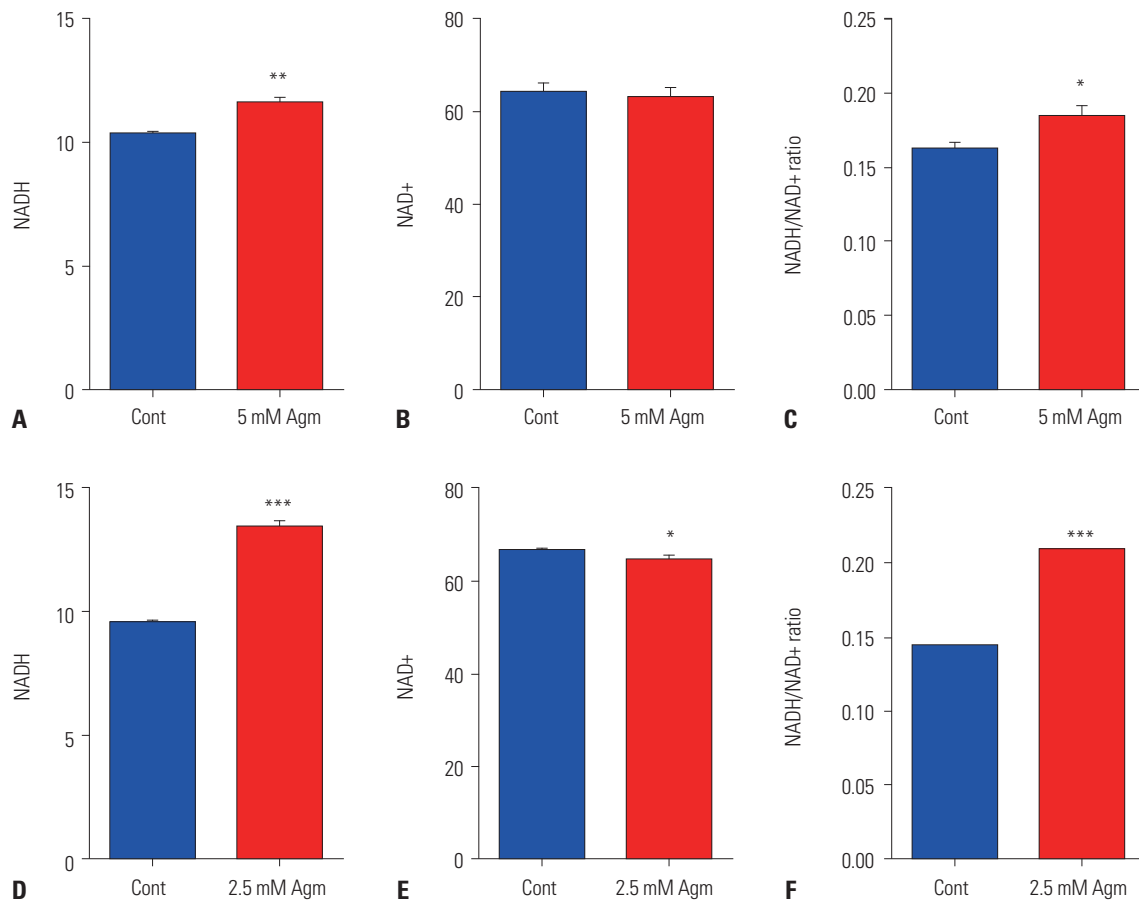 15
**
10
NADH
5
0
Cont 5 mM Agm
A
80
60
NAD+
40
20
0
Cont 5 mM Agm
B
0.25
*
0.20
0.15
NADH/NAD+ ratio
0.10
0.05
0.00
Cont 5 mM Agm
C
15
***
10
NADH
5
0
Cont 2.5 mM Agm
D
80
*
60
NAD+
40
20
0
Cont 2.5 mM Agm
E
0.25
***
0.20
0.15
NADH/NAD+ ratio
0.10
0.05
0.00
Cont 2.5 mM Agm
F